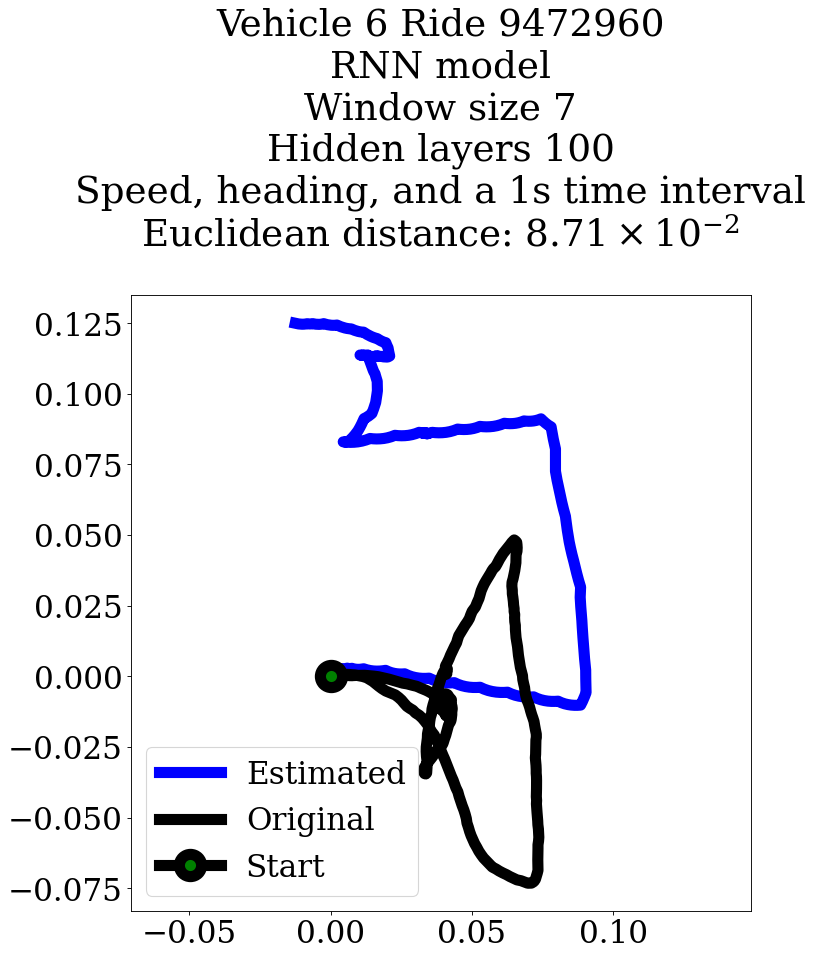 Vehicle 6 Ride 9472960
RNN model
Window size 7
Hidden layers 100
Speed, heading, and a 1s time interval
Euclidean distance: 8.71 × 10⁻²
0.125
0.100
0.075
0.050
0.025
0.000
−0.025
−0.050
−0.075
Estimated
Original
Start
−0.05
0.00
0.05
0.10